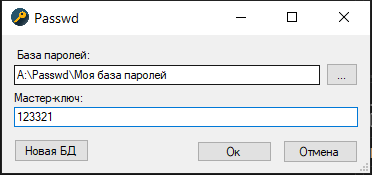 Passwd
База паролей:
A:\Passwd\Моя база паролей
...
Мастер-ключ:
123321
Новая БД
Ок
Отмена